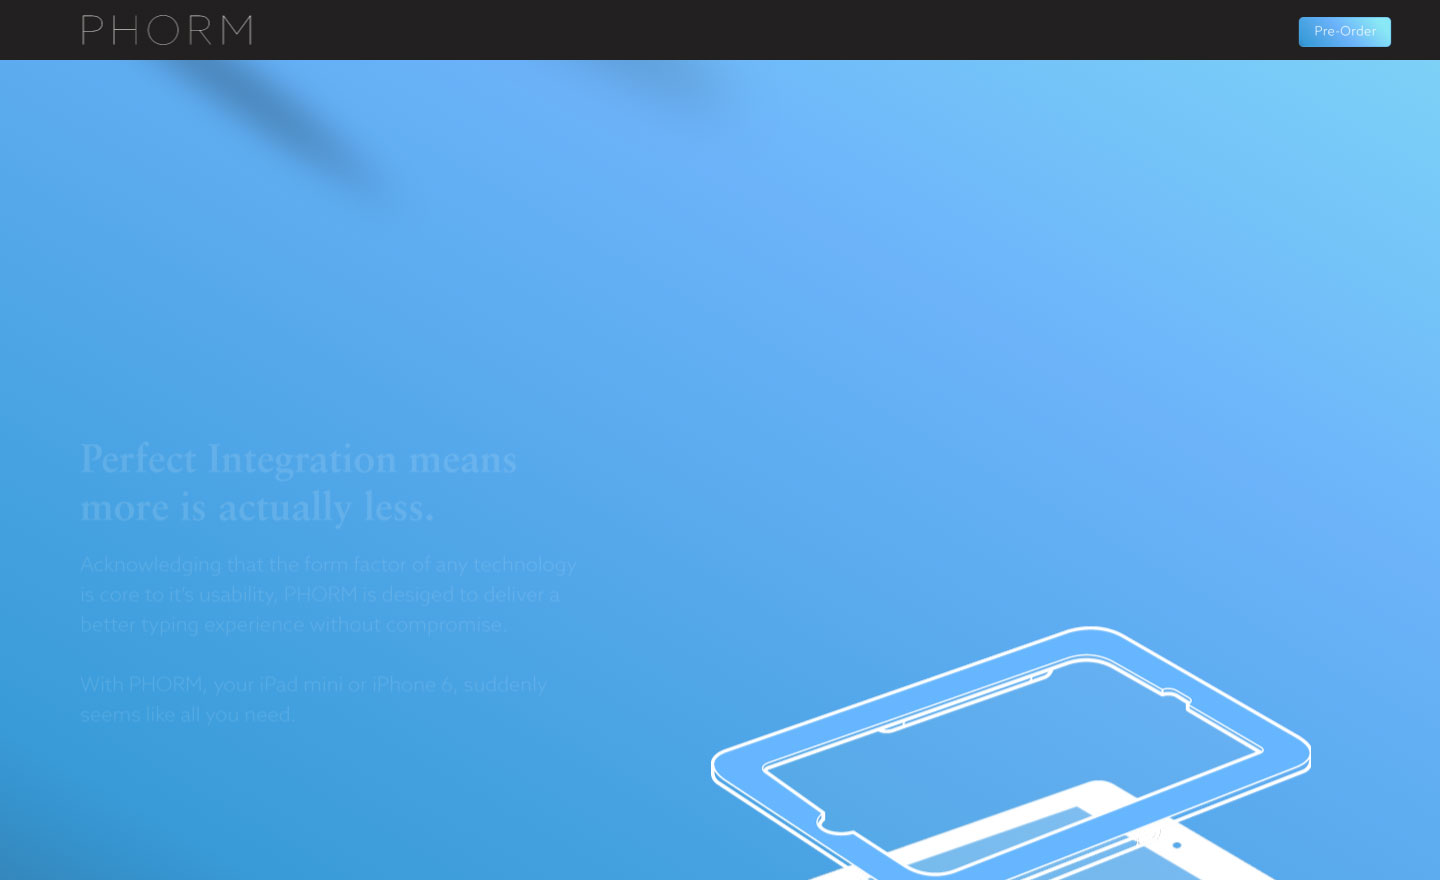 PHORM
Pre-Order
Perfect Integration means
more is actually less.
Acknowledging that the form factor of any technology
is core to it's usability, PHORM is desiged to deliver a
better typing experience without compromise.
With PHORM, your iPad mini or iPhone 6, suddenly
seems like all you need.